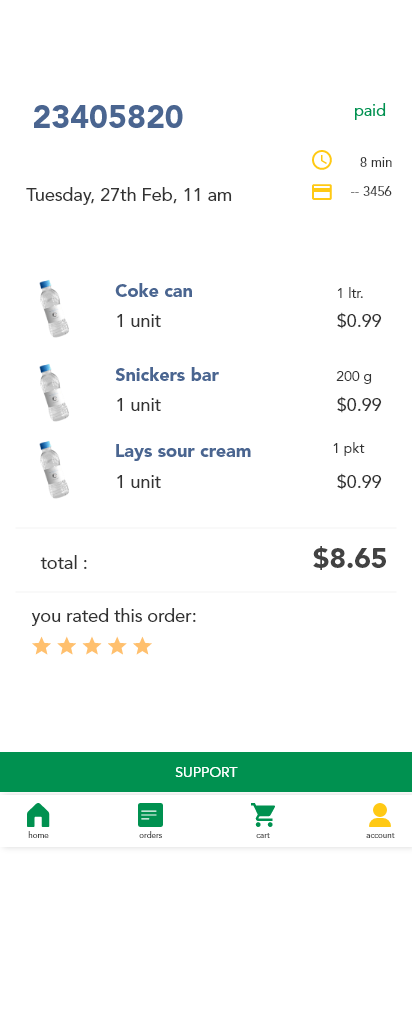 23405820
paid
8 min
Tuesday, 27th Feb, 11 am
-- 3456
Coke can
1 ltr.
1 unit
$0.99
Snickers bar
200 g
1 unit
$0.99
Lays sour cream
1 pkt
1 unit
$0.99
total :
$8.65
you rated this order:
SUPPORT
home
orders
cart
account